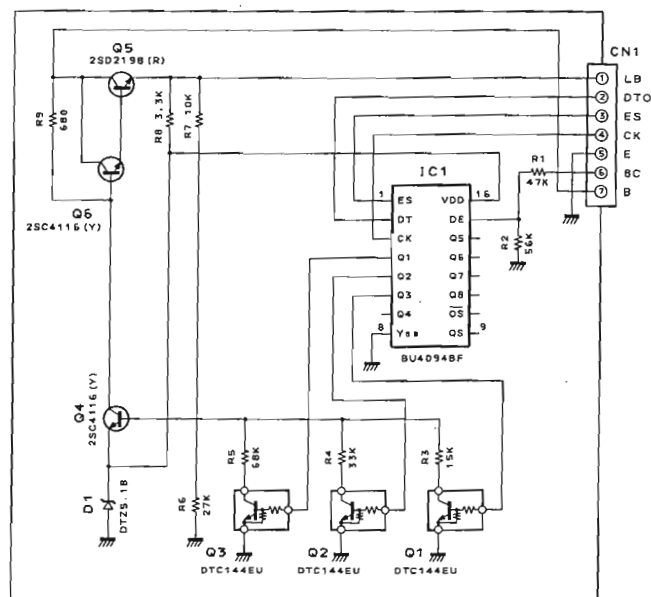 Q5
2SD2198 (R)
CN1
1 LB
2 DTO
3 ES
4 CK
5 E
6 8C
7 B
R9
680
R8 3.3K
R7 10K
R1
47K
R2
56K
Q6
2SC4116 (Y)
IC1
1 ES VDD 16
DT DE
CK Q5
Q1 Q6
Q2 Q7
Q3 Q8
Q4 OS
8 Vss QS 9
BU4094BF
Q4
2SC4116 (Y)
R5
68K
R4
33K
R3
15K
D1
DTZ5.1B
R6
27K
Q3
DTC144EU
Q2
DTC144EU
Q1
DTC144EU